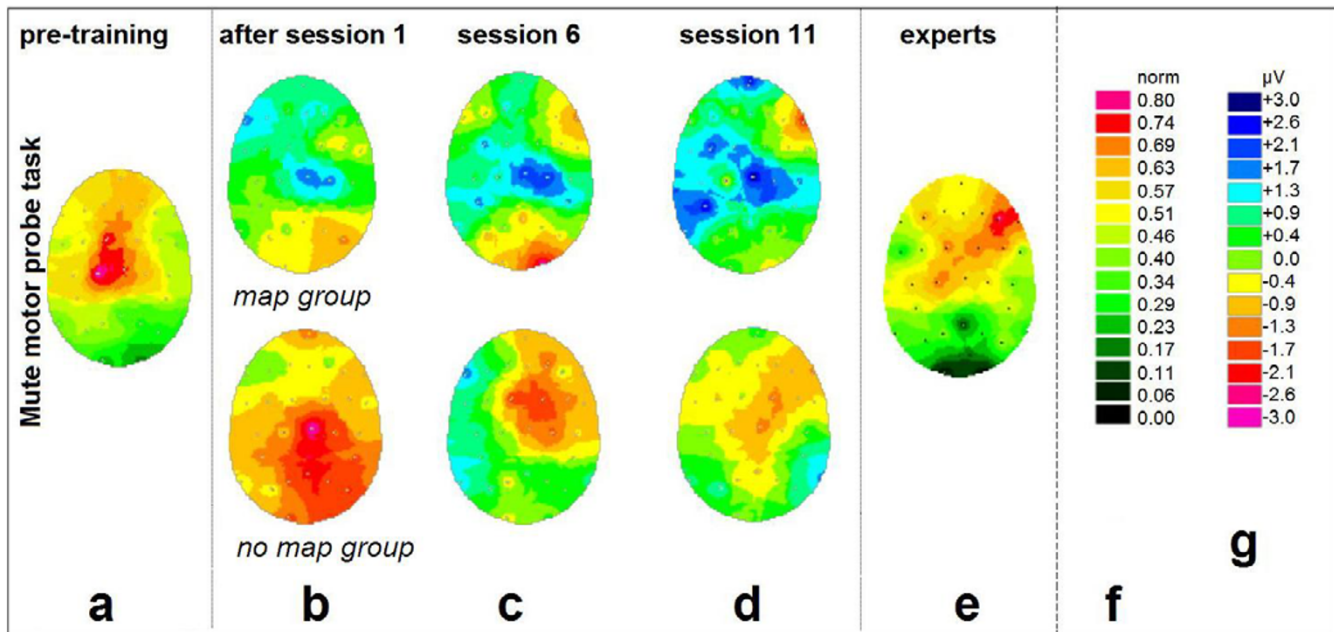 pre-training
after session 1
session 6
session 11
experts
Mute motor probe task
map group
no map group
norm
0.80
0.74
0.69
0.63
0.57
0.51
0.46
0.40
0.34
0.29
0.23
0.17
0.11
0.06
0.00
µV
+3.0
+2.6
+2.1
+1.7
+1.3
+0.9
+0.4
0.0
-0.4
-0.9
-1.3
-1.7
-2.1
-2.6
-3.0
a
b
c
d
e
f
g